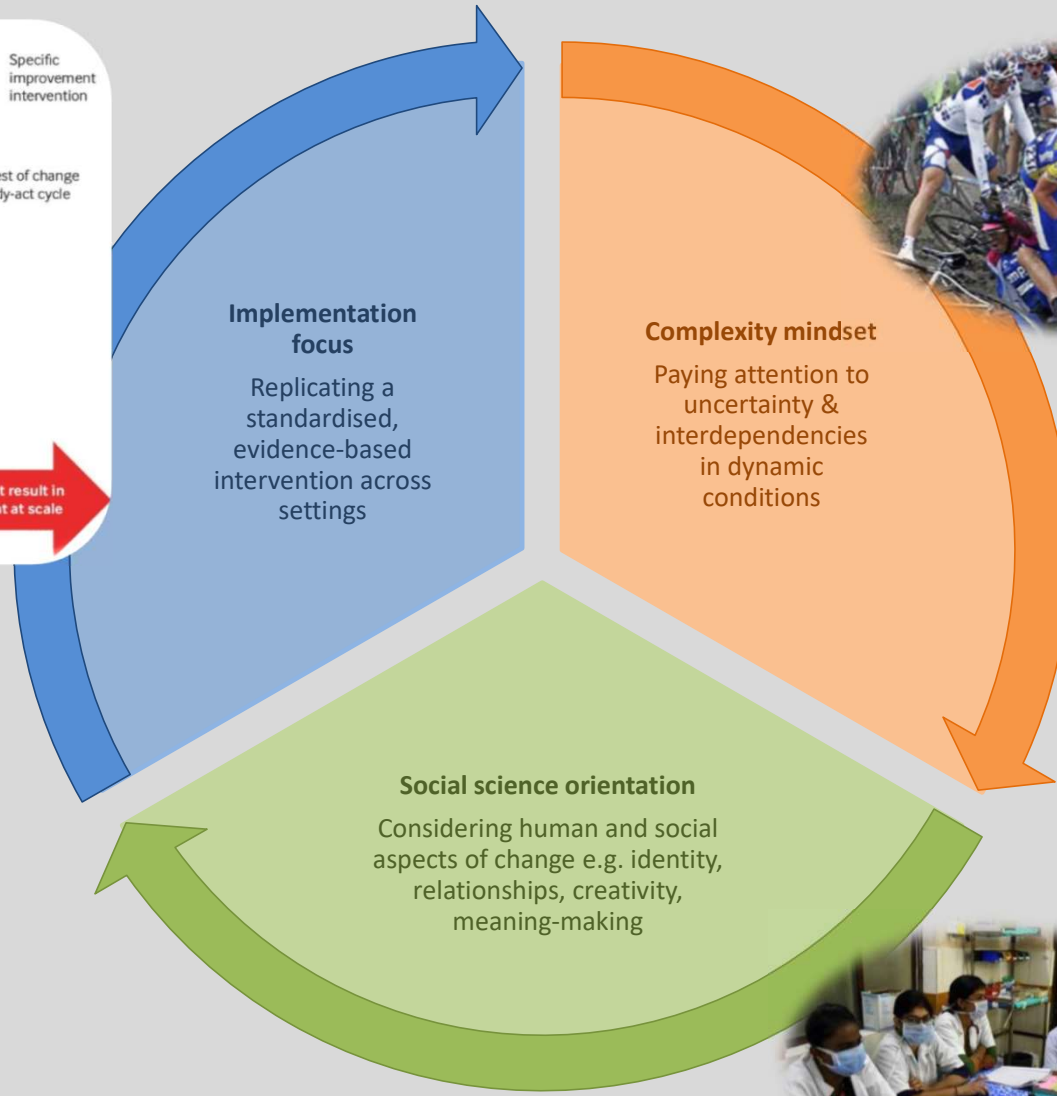 Specific
improvement
intervention
est of change
ly-act cycle
t result in
t at scale
Implementation
focus
Replicating a
standardised,
evidence-based
intervention across
settings
Complexity mindset
Paying attention to
uncertainty &
interdependencies
in dynamic
conditions
Social science orientation
Considering human and social
aspects of change e.g. identity,
relationships, creativity,
meaning-making